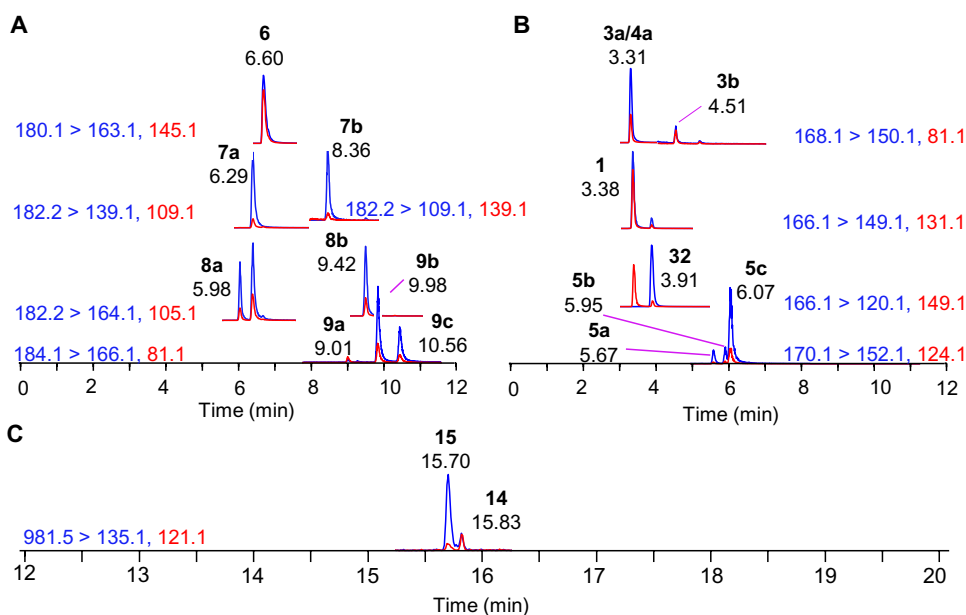 A
6
6.60
180.1 > 163.1, 145.1
7a
6.29
7b
8.36
182.2 > 139.1, 109.1
182.2 > 109.1, 139.1
8a
5.98
8b
9.42
9b
9.98
182.2 > 164.1, 105.1
9a
9.01
9c
10.56
184.1 > 166.1, 81.1
0 2 4 6 8 10 12
Time (min)
B
3a/4a
3.31
3b
4.51
168.1 > 150.1, 81.1
1
3.38
166.1 > 149.1, 131.1
32
3.91
5b
5.95
5c
6.07
166.1 > 120.1, 149.1
5a
5.67
170.1 > 152.1, 124.1
0 2 4 6 8 10 12
Time (min)
C
15
15.70
14
15.83
981.5 > 135.1, 121.1
12 13 14 15 16 17 18 19 20
Time (min)